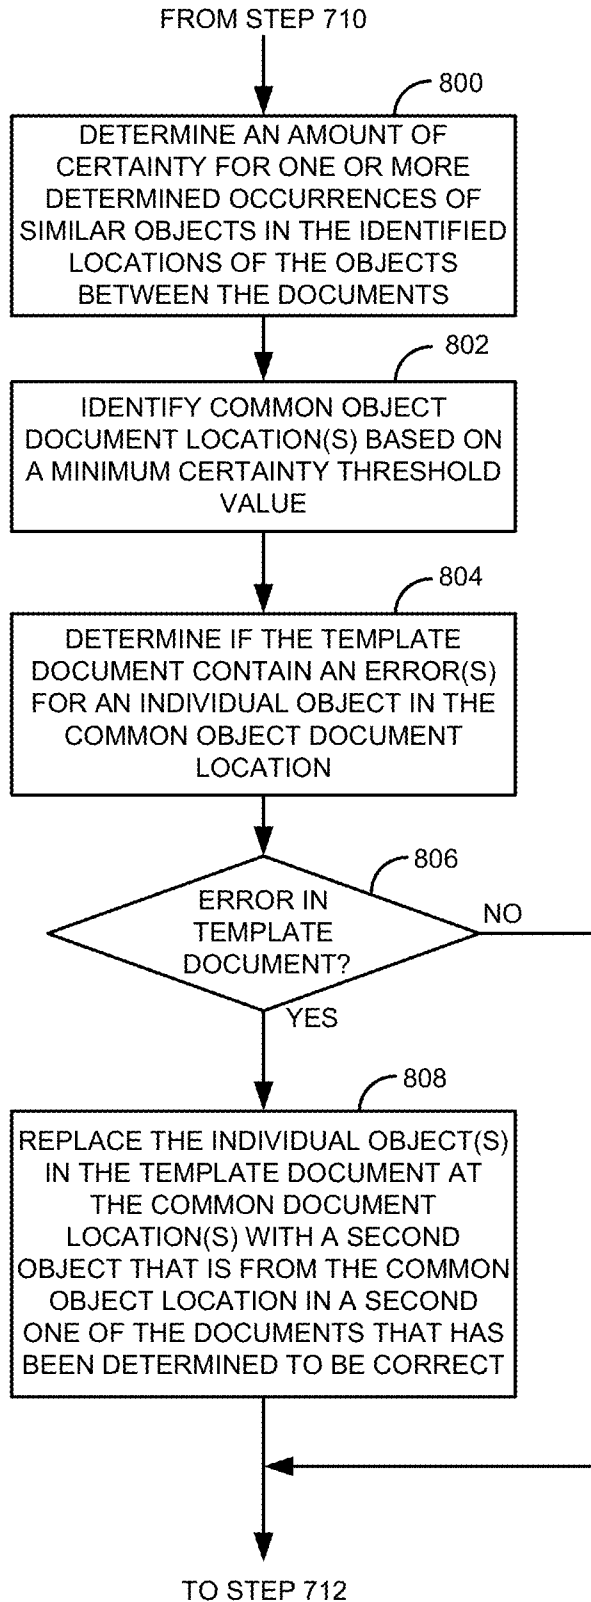 FROM STEP 710
800
DETERMINE AN AMOUNT OF
CERTAINTY FOR ONE OR MORE
DETERMINED OCCURRENCES OF
SIMILAR OBJECTS IN THE IDENTIFIED
LOCATIONS OF THE OBJECTS
BETWEEN THE DOCUMENTS
802
IDENTIFY COMMON OBJECT
DOCUMENT LOCATION(S) BASED ON
A MINIMUM CERTAINTY THRESHOLD
VALUE
804
DETERMINE IF THE TEMPLATE
DOCUMENT CONTAIN AN ERROR(S)
FOR AN INDIVIDUAL OBJECT IN THE
COMMON OBJECT DOCUMENT
LOCATION
806
ERROR IN
TEMPLATE
DOCUMENT?
NO
YES
808
REPLACE THE INDIVIDUAL OBJECT(S)
IN THE TEMPLATE DOCUMENT AT
THE COMMON DOCUMENT
LOCATION(S) WITH A SECOND
OBJECT THAT IS FROM THE COMMON
OBJECT LOCATION IN A SECOND
ONE OF THE DOCUMENTS THAT HAS
BEEN DETERMINED TO BE CORRECT
TO STEP 712